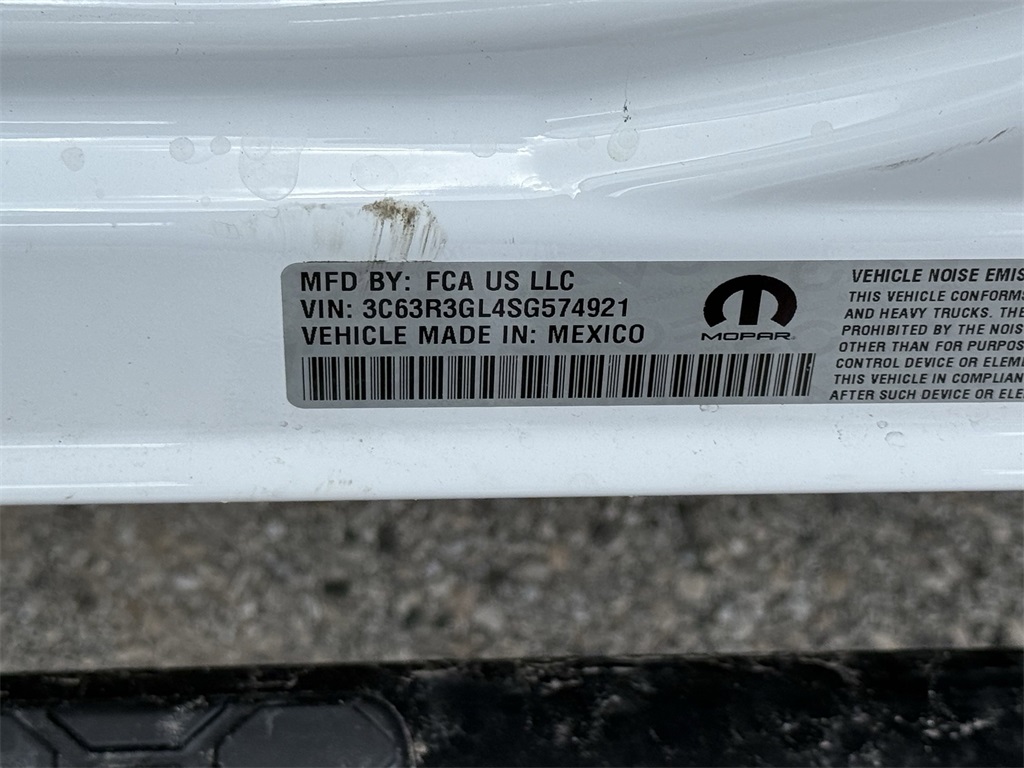 MFD BY: FCA US LLC
VIN: 3C63R3GL4SG574921
VEHICLE MADE IN: MEXICO
MOPAR
VEHICLE NOISE EMIS
THIS VEHICLE CONFORMS
AND HEAVY TRUCKS. THE
PROHIBITED BY THE NOIS
OTHER THAN FOR PURPOS
CONTROL DEVICE OR ELEME
THIS VEHICLE IN COMPLIAN
AFTER SUCH DEVICE OR ELE